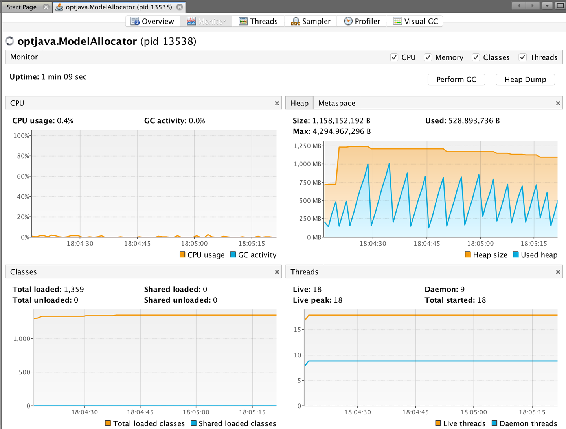 Start Page
optjava.ModelAllocator (pid 13538)
Overview Monitor Threads Sampler Profiler Visual GC
optjava.ModelAllocator (pid 13538)
Monitor
CPU Memory Classes Threads
Uptime: 1 min 09 sec
Perform GC Heap Dump
CPU
CPU usage: 0.4% GC activity: 0.0%
100%
80%
60%
40%
20%
0%
18:04:30 18:04:45 18:05:00 18:05:15
CPU usage GC activity
Heap Metaspace
Size: 1,158,152,192 B Used: 528,893,736 B
Max: 4,294,967,296 B
1,250 MB
1,000 MB
750 MB
500 MB
250 MB
0 MB
18:04:30 18:04:45 18:05:00 18:05:15
Heap size Used heap
Classes
Total loaded: 1,359 Shared loaded: 0
Total unloaded: 0 Shared unloaded: 0
1,000
500
0
18:04:30 18:04:45 18:05:00 18:05:15
Total loaded classes Shared loaded classes
Threads
Live: 18 Daemon: 9
Live peak: 18 Total started: 18
15
10
5
0
18:04:30 18:04:45 18:05:00 18:05:15
Live threads Daemon threads